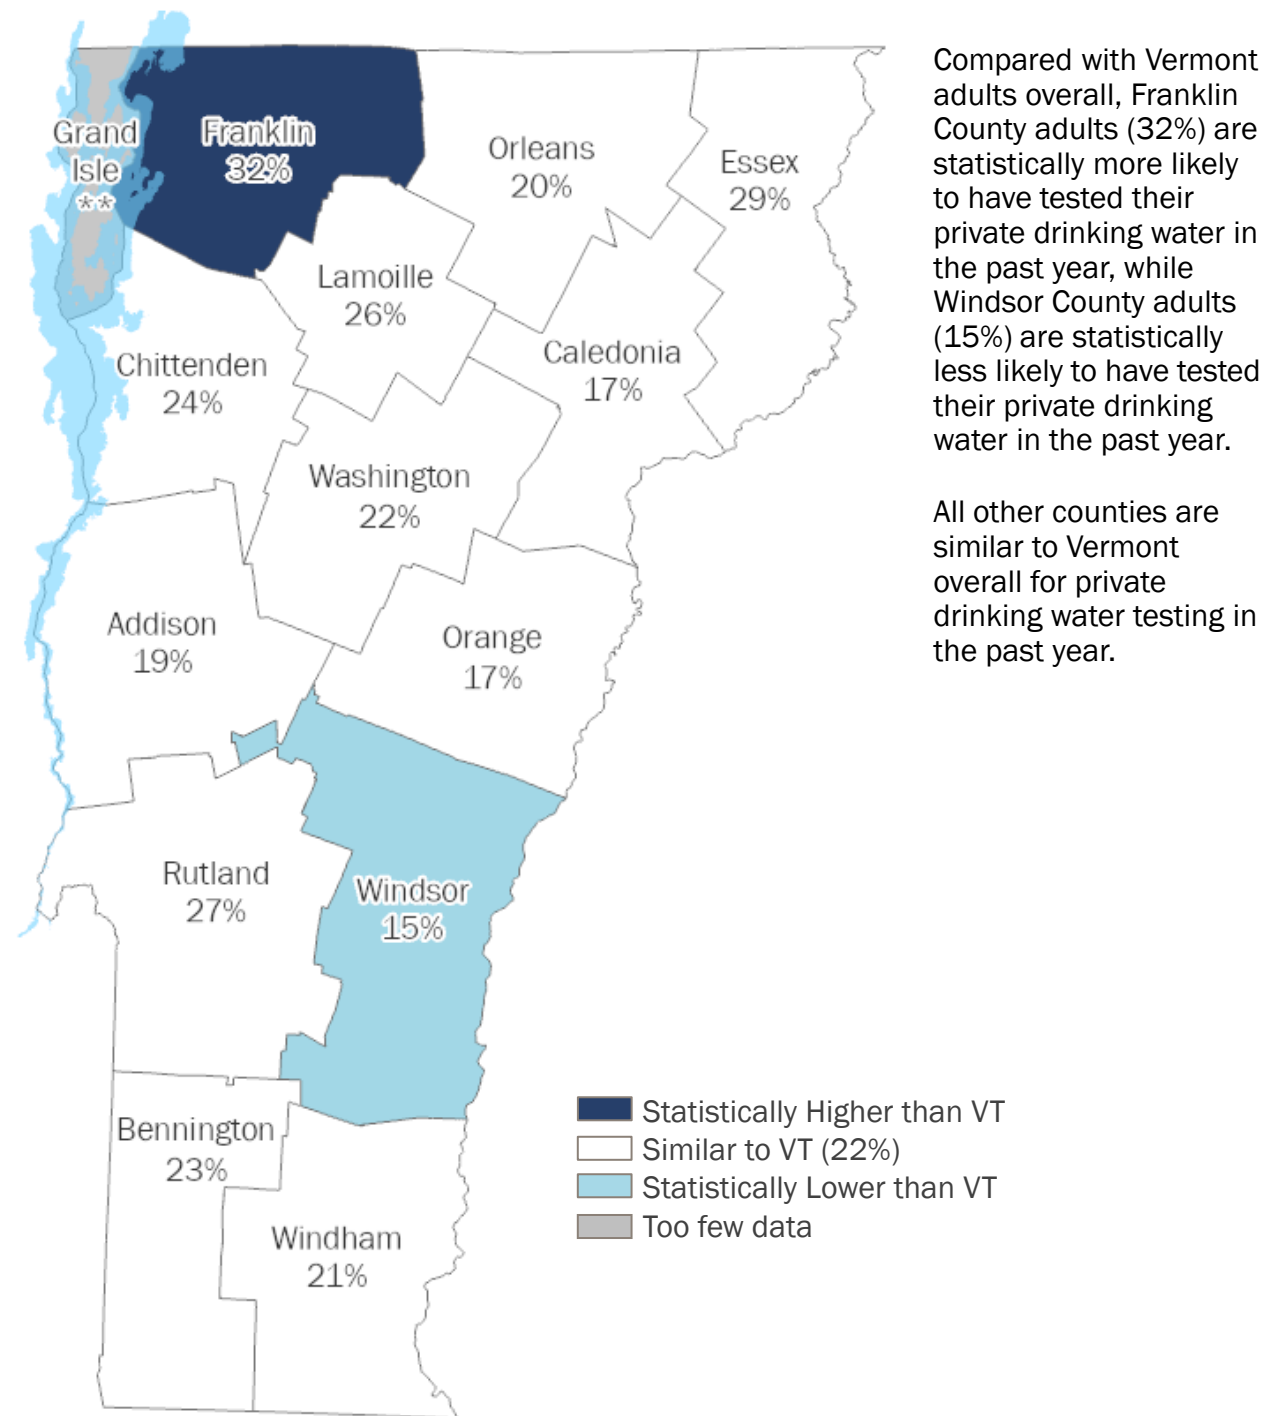 Compared with Vermont
adults overall, Franklin
County adults (32%) are
statistically more likely
to have tested their
private drinking water in
the past year, while
Windsor County adults
(15%) are statistically
less likely to have tested
their private drinking
water in the past year.
All other counties are
similar to Vermont
overall for private
drinking water testing in
the past year.
Grand
Isle
**
Franklin
32%
Orleans
20%
Essex
29%
Lamoille
26%
Chittenden
24%
Caledonia
17%
Washington
22%
Addison
19%
Orange
17%
Rutland
27%
Windsor
15%
Bennington
23%
Windham
21%
Statistically Higher than VT
Similar to VT (22%)
Statistically Lower than VT
Too few data